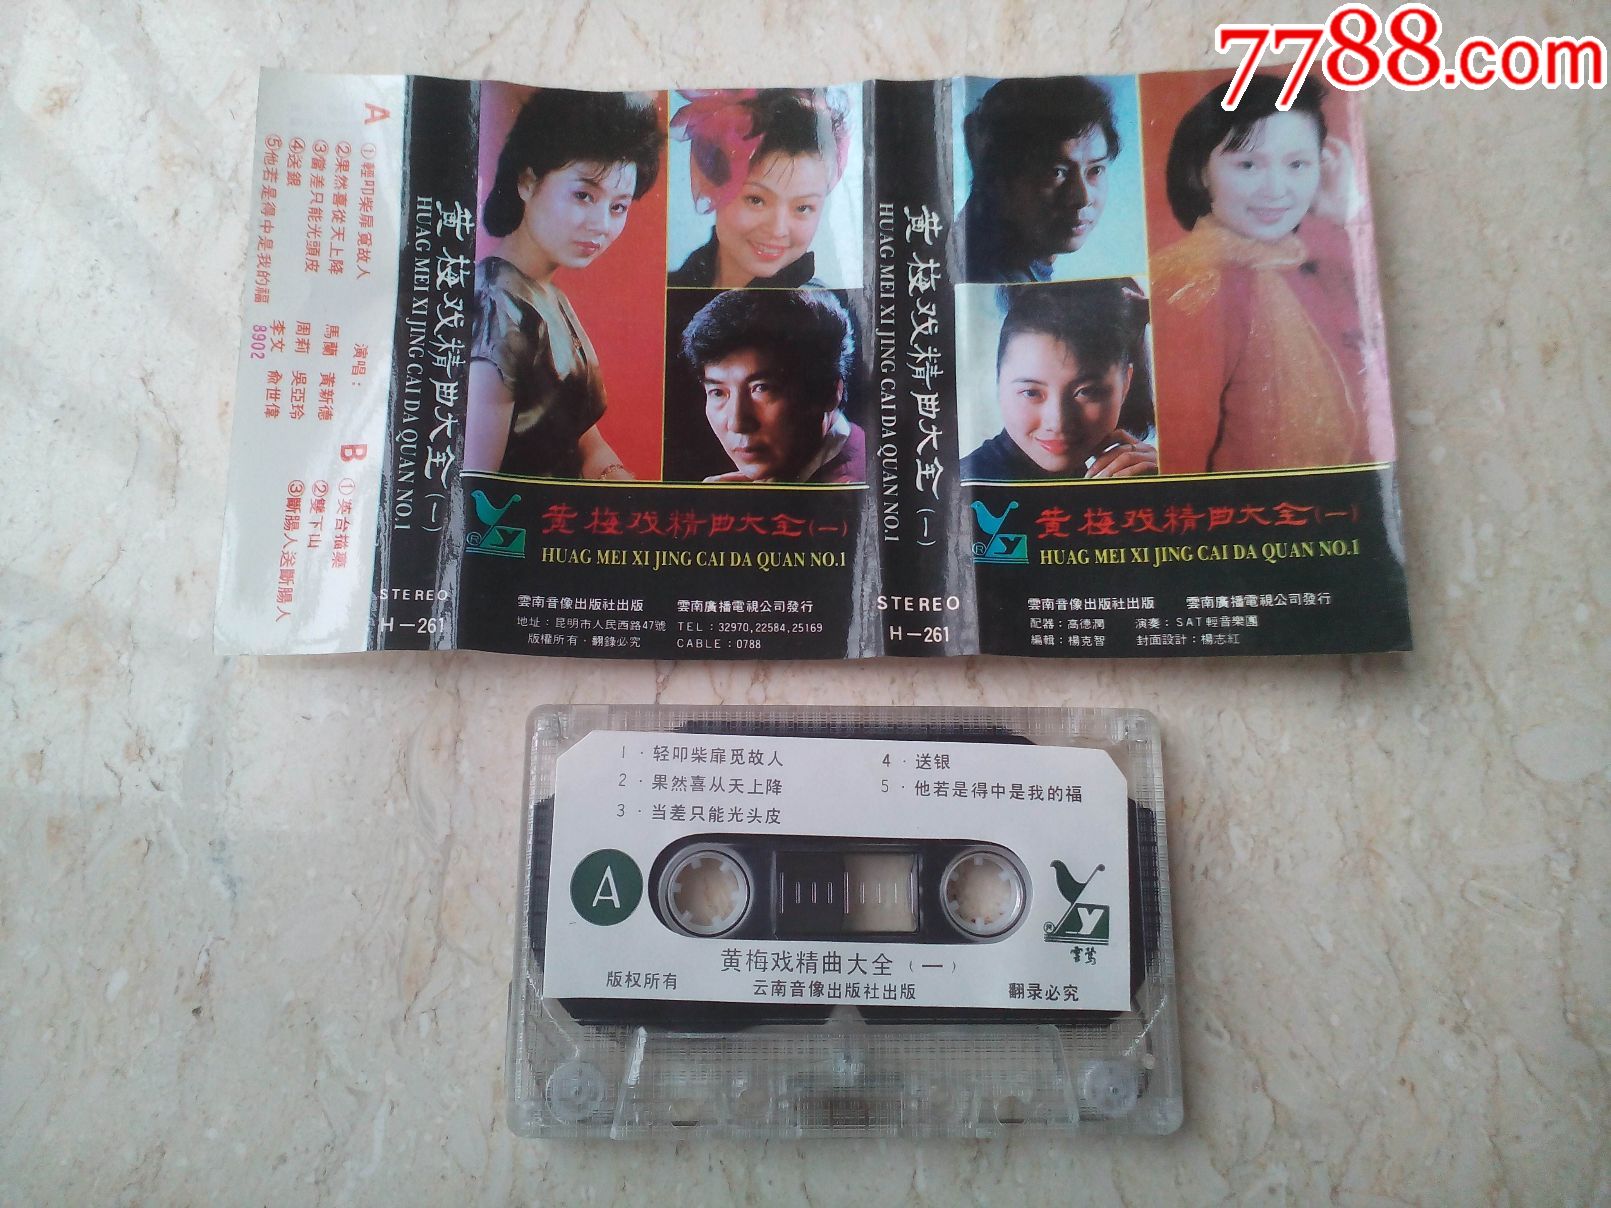 7788.com
A
①輕叩柴扉覓故人
②果然喜從天上降
③當差只能光頭皮
④送銀
⑤他若是得中是我的福
演唱：
馬蘭 黃新德
周莉 吳亞玲
李文 俞世偉
8902
B
①英台描藥
②雙下山
③斷腸人送斷腸人
黄梅戏精曲大全(一)
HUAG MEI XI JING CAI DA QUAN NO.1
STEREO
H-261
Yy
®
黄梅戏精曲大全(一)
HUAG MEI XI JING CAI DA QUAN NO.1
雲南音像出版社出版 雲南廣播電視公司發行
地址：昆明市人民西路47號 TEL：32970,22584,25169
版權所有·翻錄必究 CABLE：0788
黄梅戏精曲大全(一)
HUAG MEI XI JING CAI DA QUAN NO.1
STEREO
H-261
Yy
®
黄梅戏精曲大全(一)
HUAG MEI XI JING CAI DA QUAN NO.1
雲南音像出版社出版 雲南廣播電視公司發行
配器：高德潤 演奏：SAT輕音樂團
編輯：楊克智 封面設計：楊志紅
1·轻叩柴扉觅故人
2·果然喜从天上降
3·当差只能光头皮
4·送银
5·他若是得中是我的福
A
Yy
®
雲鶯
黄梅戏精曲大全(一)
版权所有 云南音像出版社出版 翻录必究